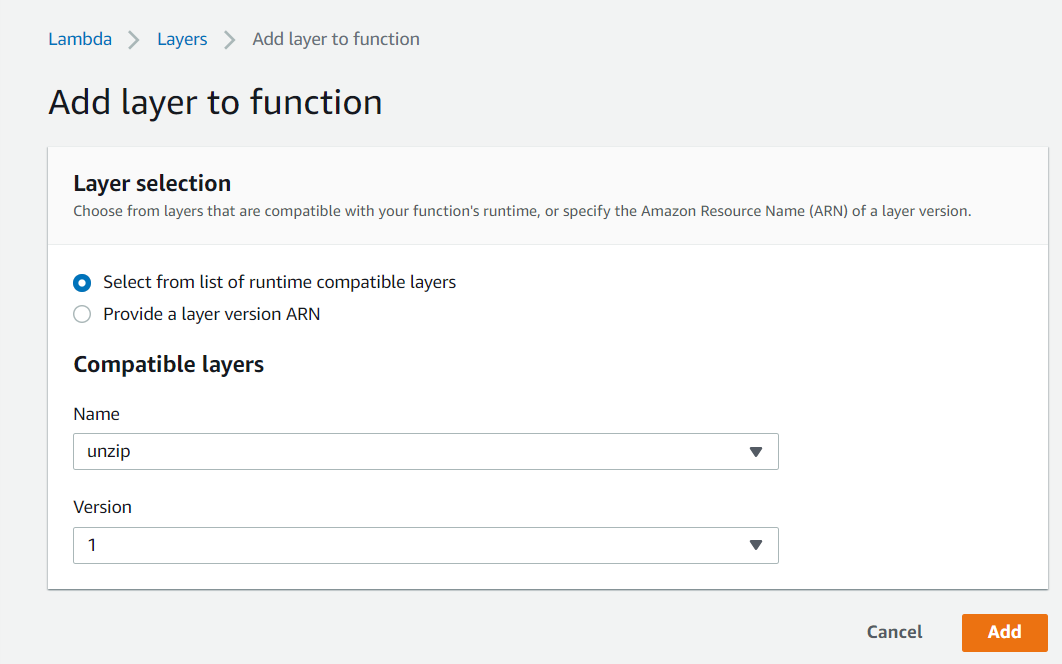 Lambda > Layers > Add layer to function
Add layer to function
Layer selection
Choose from layers that are compatible with your function's runtime, or specify the Amazon Resource Name (ARN) of a layer version.
Select from list of runtime compatible layers
Provide a layer version ARN
Compatible layers
Name
unzip
Version
1
Cancel Add